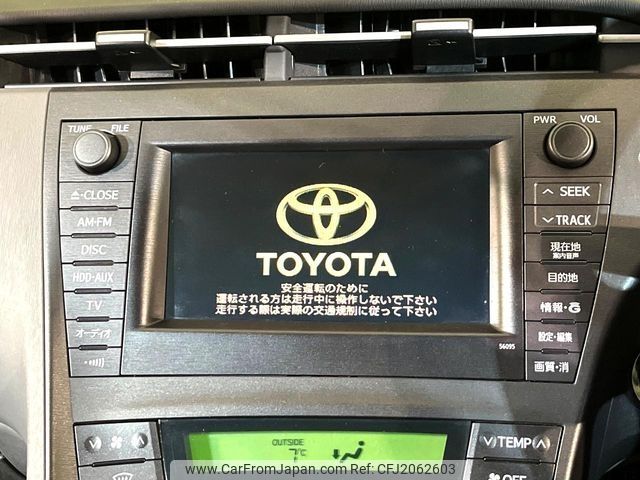 TUNE FILE
PWR VOL
CLOSE
AM・FM
DISC
HDD・AUX
TV
オーディオ
TOYOTA
安全運転のために
運転される方は走行中に操作しないで下さい
走行する際は実際の交通規制に従って下さい
56095
SEEK
TRACK
現在地
案内音声
目的地
情報・G
設定・編集
画質・消
OUTSIDE
7℃
TEMP
OFF
www.CarFromJapan.com - Ref No. CFJ2062603